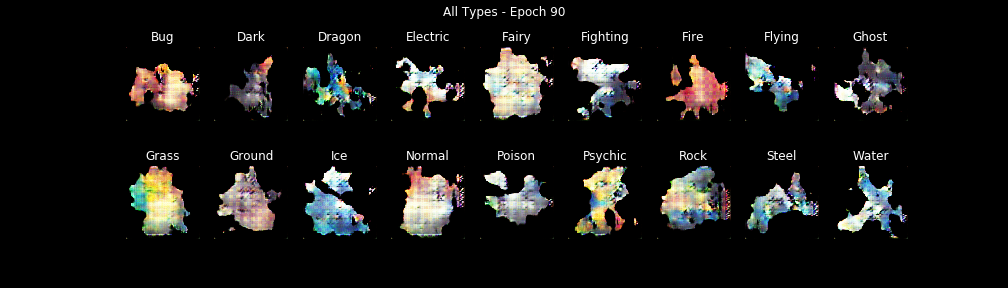 All Types - Epoch 90
Bug Dark Dragon Electric Fairy Fighting Fire Flying Ghost
Grass Ground Ice Normal Poison Psychic Rock Steel Water